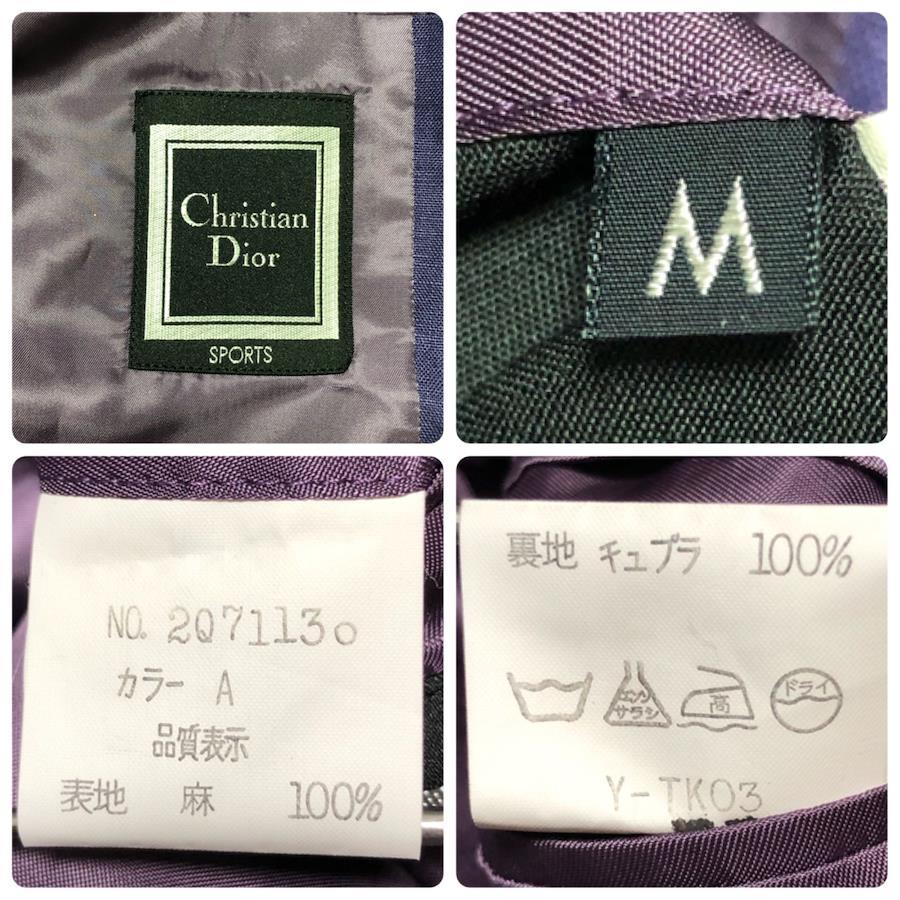 Christian
Dior
SPORTS
M
NO. 2Q7113o
カラー A
品質表示
表地 麻 100%
裏地 キュプラ 100%
エンソ
サラシ
高
ドライ
Y-TK03